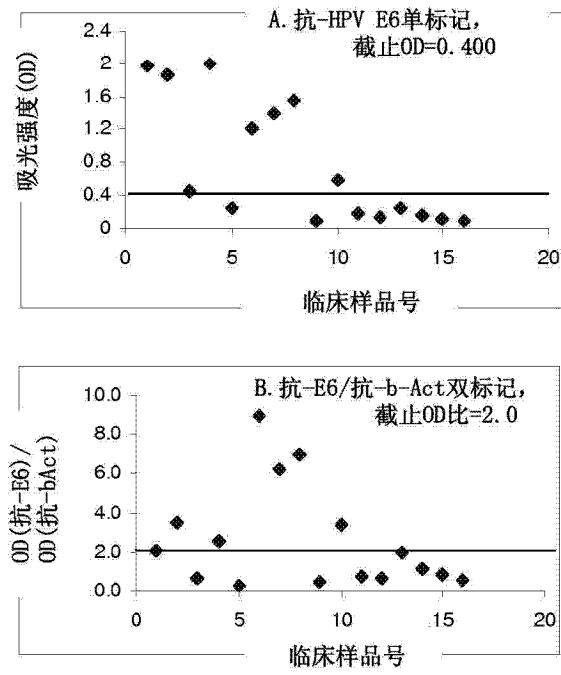 A.抗-HPV E6单标记，
截止OD=0.400
吸光强度(OD)
2.4
2
1.6
1.2
0.8
0.4
0
0 5 10 15 20
临床样品号
B.抗-E6/抗-b-Act双标记，
截止OD比=2.0
OD(抗-E6)/
OD(抗-bAct)
10.0
8.0
6.0
4.0
2.0
0.0
0 5 10 15 20
临床样品号